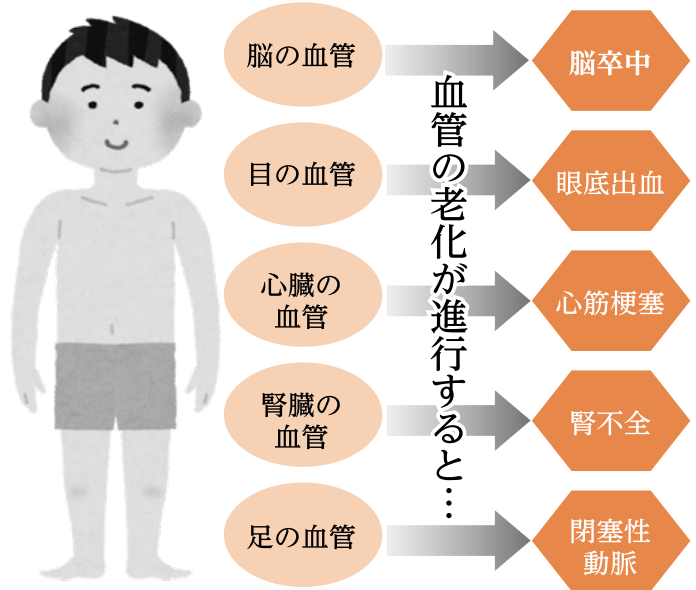 脳の血管
脳卒中
血管の老化が進行すると…
目の血管
眼底出血
心臓の
血管
心筋梗塞
腎臓の
血管
腎不全
足の血管
閉塞性
動脈